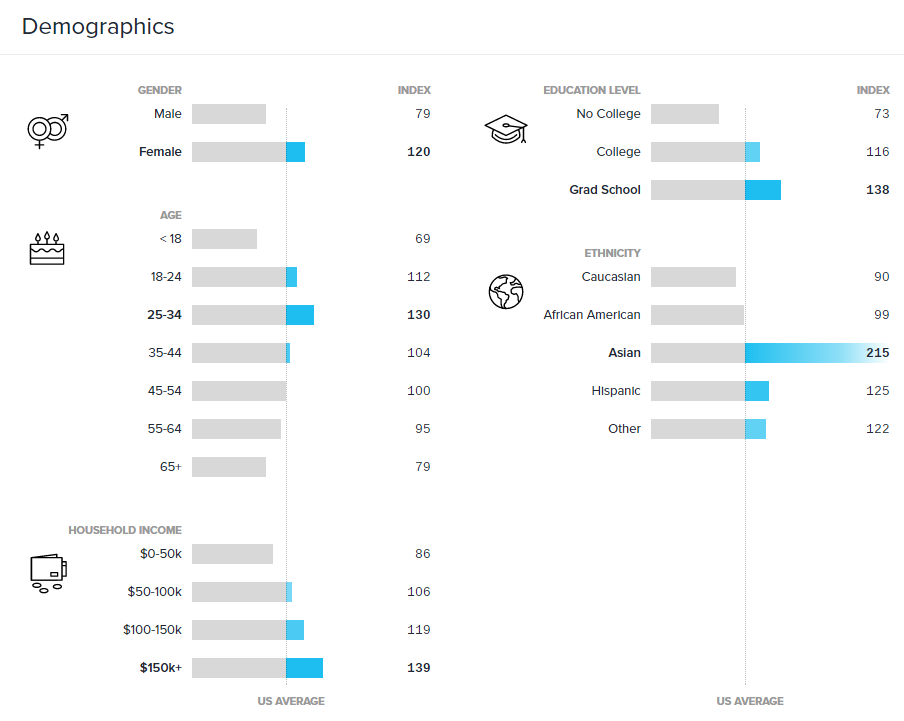 Demographics
GENDER INDEX
Male 79
Female 120
AGE
< 18 69
18-24 112
25-34 130
35-44 104
45-54 100
55-64 95
65+ 79
HOUSEHOLD INCOME
$0-50k 86
$50-100k 106
$100-150k 119
$150k+ 139
US AVERAGE
EDUCATION LEVEL INDEX
No College 73
College 116
Grad School 138
ETHNICITY
Caucasian 90
African American 99
Asian 215
Hispanic 125
Other 122
US AVERAGE